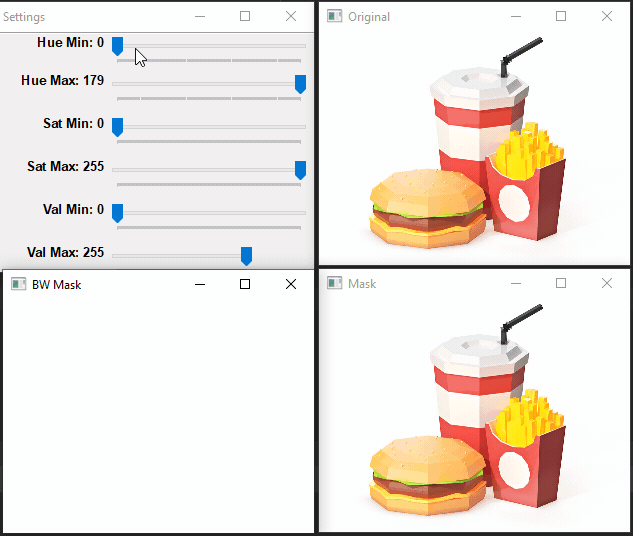 Settings
Hue Min: 0
Hue Max: 179
Sat Min: 0
Sat Max: 255
Val Min: 0
Val Max: 255
Original
BW Mask
Mask